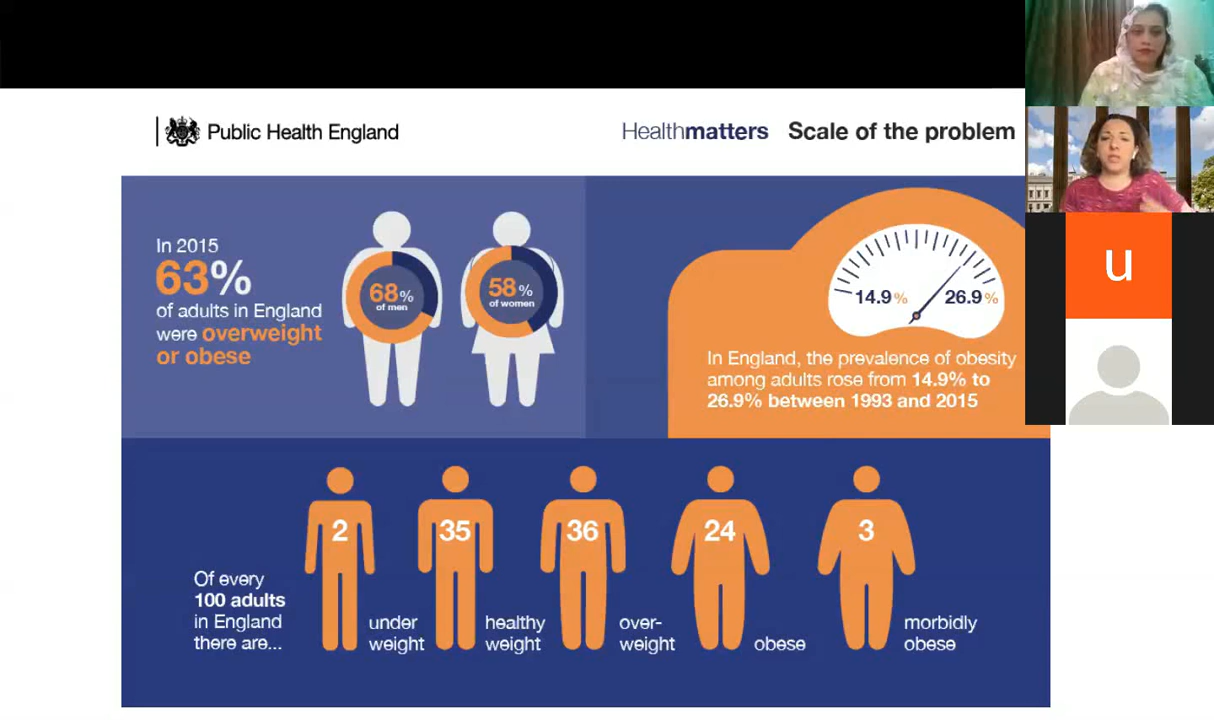 Public Health England
Healthmatters Scale of the problem
In 2015
63%
of adults in England
were overweight
or obese
68%
of men
58%
of women
14.9% 26.9%
In England, the prevalence of obesity
among adults rose from 14.9% to
26.9% between 1993 and 2015
Of every
100 adults
in England
there are...
2
under
weight
35
healthy
weight
36
over-
weight
24
obese
3
morbidly
obese
u